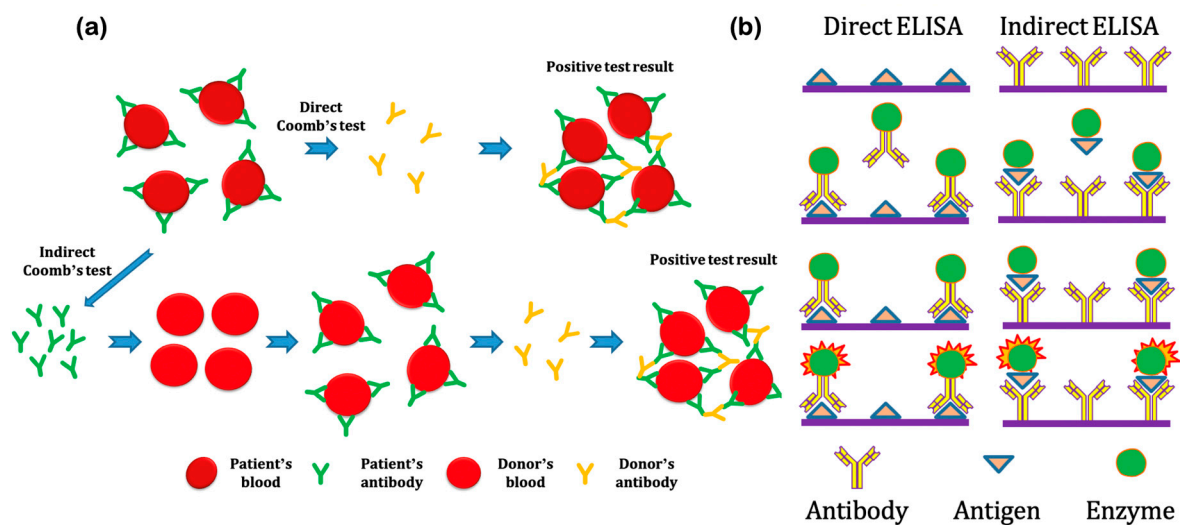 (a)
Direct
Coomb's test
Positive test result
Indirect
Coomb's test
Positive test result
Patient's
blood
Patient's
antibody
Donor's
blood
Donor's
antibody
(b)
Direct ELISA
Indirect ELISA
Antibody
Antigen
Enzyme